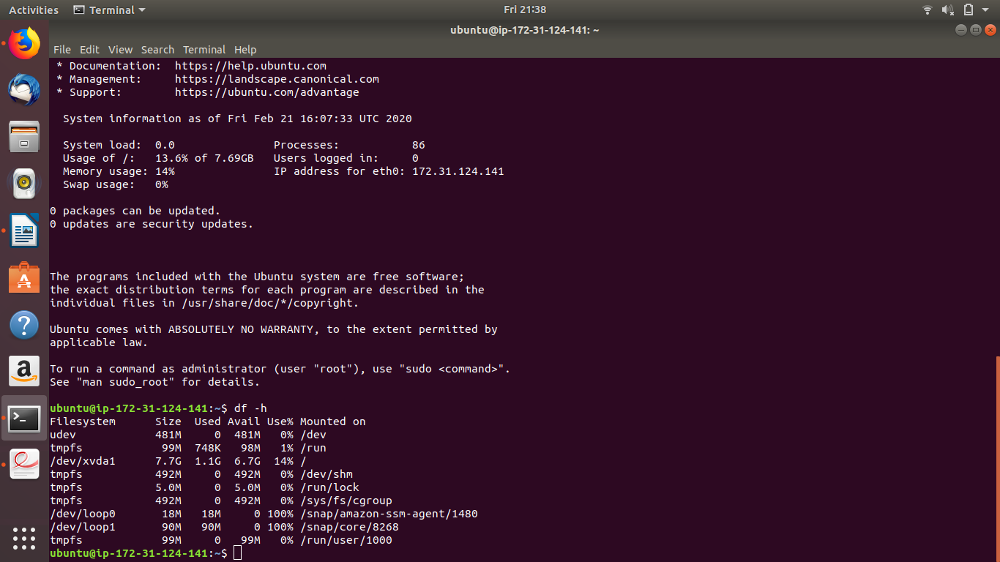 Activities Terminal Fri 21:38
ubuntu@ip-172-31-124-141: ~
File Edit View Search Terminal Help
 * Documentation:  https://help.ubuntu.com
 * Management:     https://landscape.canonical.com
 * Support:        https://ubuntu.com/advantage
  System information as of Fri Feb 21 16:07:33 UTC 2020
  System load:  0.0               Processes:           86
  Usage of /:   13.6% of 7.69GB   Users logged in:     0
  Memory usage: 14%               IP address for eth0: 172.31.124.141
  Swap usage:   0%
0 packages can be updated.
0 updates are security updates.
The programs included with the Ubuntu system are free software;
the exact distribution terms for each program are described in the
individual files in /usr/share/doc/*/copyright.
Ubuntu comes with ABSOLUTELY NO WARRANTY, to the extent permitted by
applicable law.
To run a command as administrator (user "root"), use "sudo <command>".
See "man sudo_root" for details.
ubuntu@ip-172-31-124-141:~$ df -h
Filesystem      Size  Used Avail Use% Mounted on
udev            481M     0  481M   0% /dev
tmpfs            99M  748K   98M   1% /run
/dev/xvda1      7.7G  1.1G  6.7G  14% /
tmpfs           492M     0  492M   0% /dev/shm
tmpfs           5.0M     0  5.0M   0% /run/lock
tmpfs           492M     0  492M   0% /sys/fs/cgroup
/dev/loop0       18M   18M     0 100% /snap/amazon-ssm-agent/1480
/dev/loop1       90M   90M     0 100% /snap/core/8268
tmpfs            99M     0   99M   0% /run/user/1000
ubuntu@ip-172-31-124-141:~$